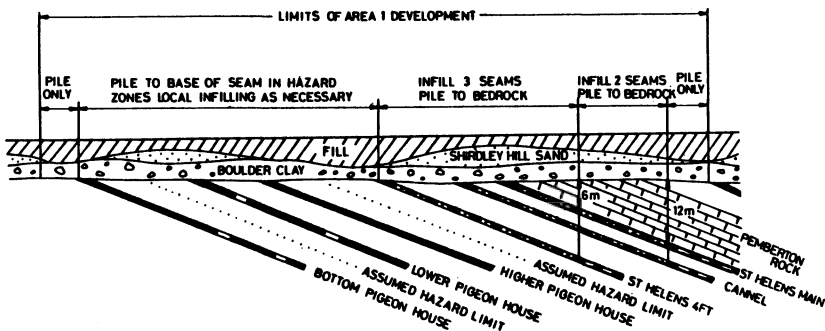 LIMITS OF AREA 1 DEVELOPMENT
PILE
ONLY
PILE TO BASE OF SEAM IN HAZARD
ZONES LOCAL INFILLING AS NECESSARY
INFILL 3 SEAMS
PILE TO BEDROCK
INFILL 2 SEAMS
PILE TO BEDROCK
PILE
ONLY
FILL
SHIRDLEY HILL SAND
BOULDER CLAY
6m
12m
PEMBERTON
ROCK
ST HELENS MAIN
CANNEL
ST HELENS 4FT
ASSUMED HAZARD LIMIT
HIGHER PIGEON HOUSE
LOWER PIGEON HOUSE
ASSUMED HAZARD LIMIT
BOTTOM PIGEON HOUSE